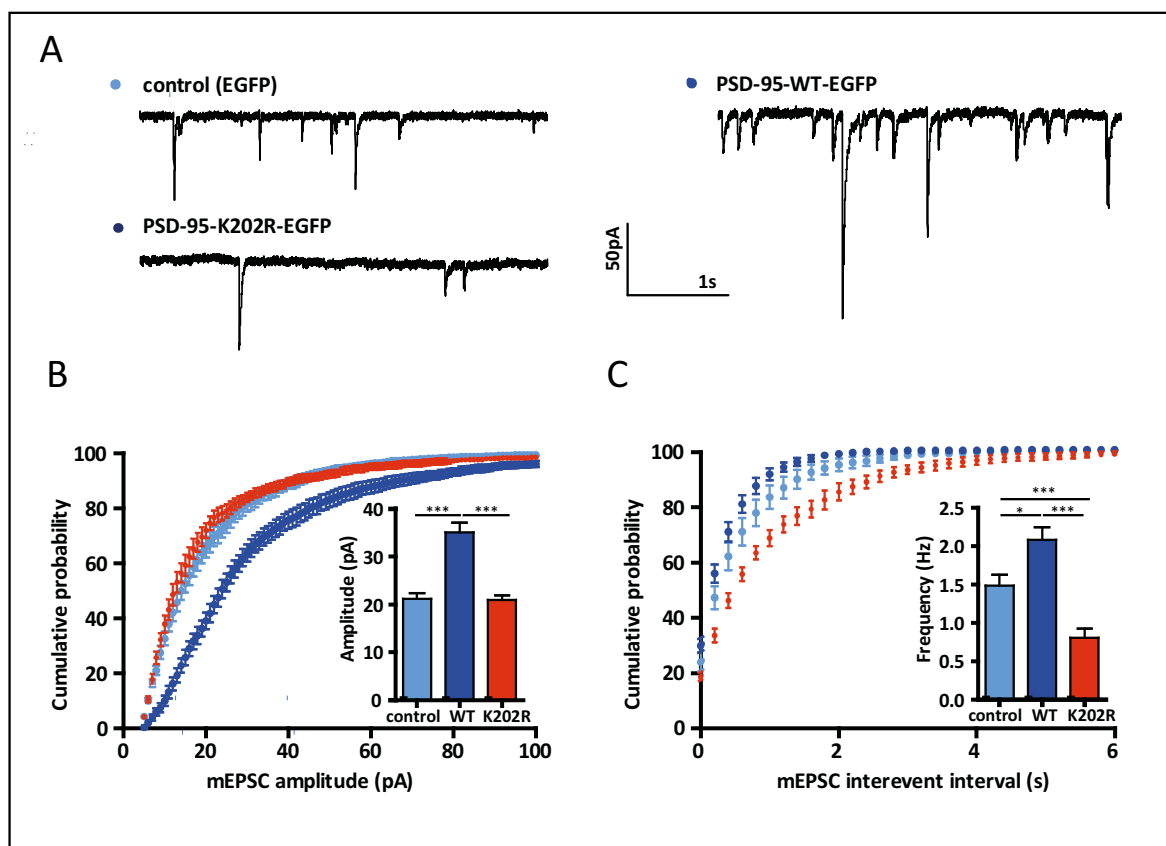 A
control (EGFP)
PSD-95-WT-EGFP
PSD-95-K202R-EGFP
50pA
1s
B
100
80
60
40
20
0
Cumulative probability
0 20 40 60 80 100
mEPSC amplitude (pA)
40
30
20
10
0
Amplitude (pA)
*** ***
control WT K202R
C
100
80
60
40
20
0
Cumulative probability
0 2 4 6
mEPSC interevent interval (s)
2.5
2.0
1.5
1.0
0.5
0.0
Frequency (Hz)
***
* ***
control WT K202R